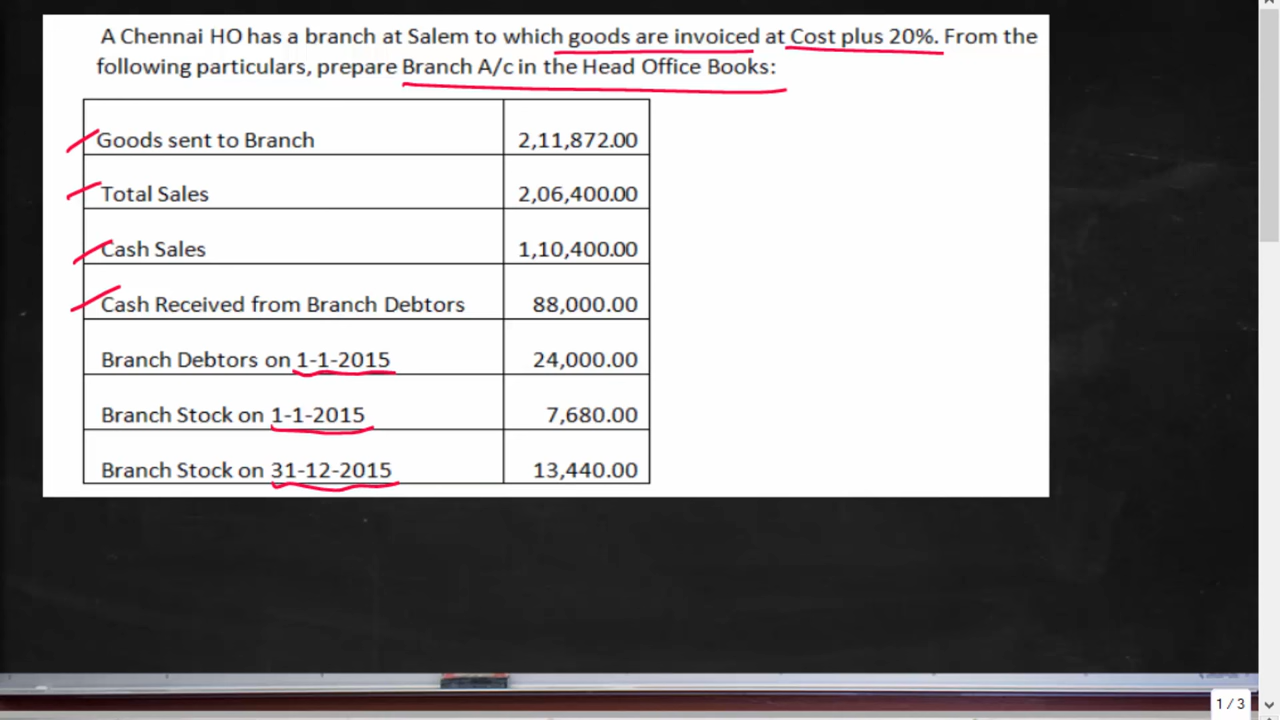 A Chennai HO has a branch at Salem to which goods are invoiced at Cost plus 20%. From the
following particulars, prepare Branch A/c in the Head Office Books:
Goods sent to Branch 2,11,872.00
Total Sales 2,06,400.00
Cash Sales 1,10,400.00
Cash Received from Branch Debtors 88,000.00
Branch Debtors on 1-1-2015 24,000.00
Branch Stock on 1-1-2015 7,680.00
Branch Stock on 31-12-2015 13,440.00
1 / 3